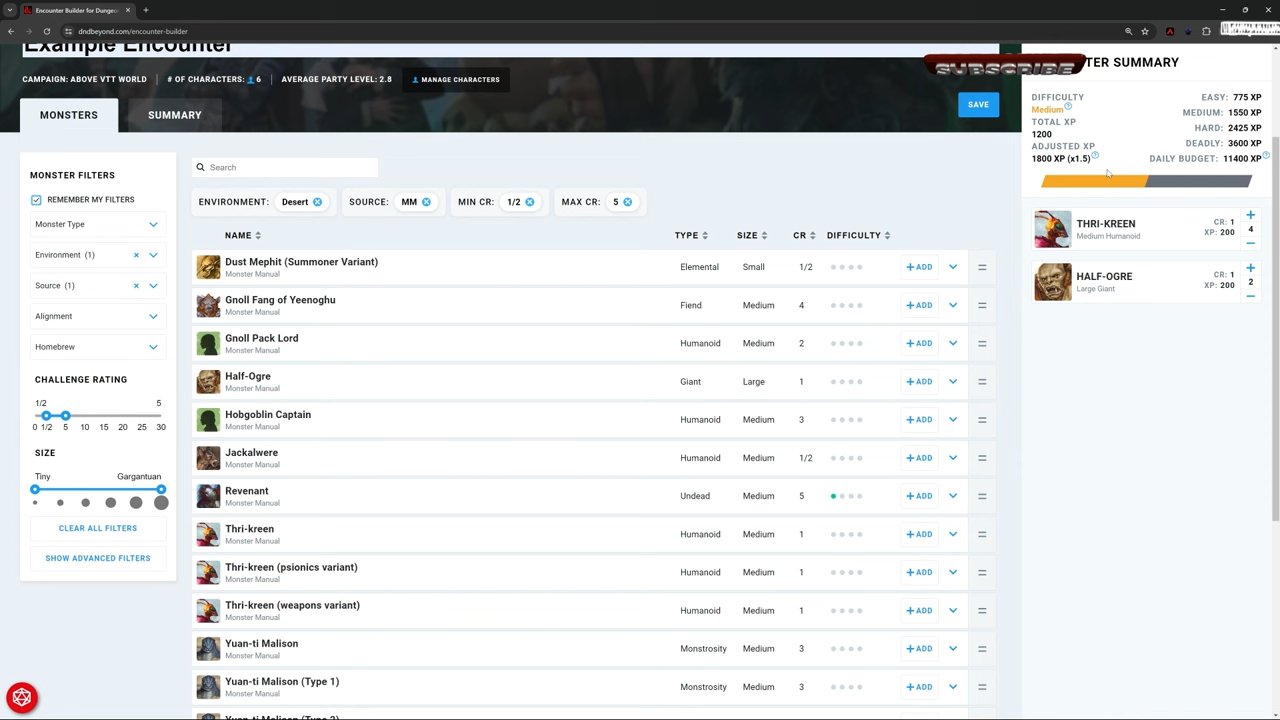 Encounter Builder for Dungeo
dndbeyond.com/encounter-builder
Example Encounter
CAMPAIGN: ABOVE VTT WORLD
# OF CHARACTERS: 6
MANAGE CHARACTERS
SUBSCRIBE
MONSTERS
SUMMARY
SAVE
MONSTER FILTERS
REMEMBER MY FILTERS
Monster Type
Environment (1)
Source (1)
Alignment
Homebrew
CHALLENGE RATING
1/2 5
0 1/2 5 10 15 20 25 30
SIZE
Tiny Gargantuan
CLEAR ALL FILTERS
SHOW ADVANCED FILTERS
Search
ENVIRONMENT: Desert SOURCE: MM MIN CR: 1/2 MAX CR: 5
NAME TYPE SIZE CR DIFFICULTY
Dust Mephit (Summoner Variant) Elemental Small 1/2 + ADD
Monster Manual
Gnoll Fang of Yeenoghu Fiend Medium 4 + ADD
Monster Manual
Gnoll Pack Lord Humanoid Medium 2 + ADD
Monster Manual
Half-Ogre Giant Large 1 + ADD
Monster Manual
Hobgoblin Captain Humanoid Medium 3 + ADD
Monster Manual
Jackalwere Humanoid Medium 1/2 + ADD
Monster Manual
Revenant Undead Medium 5 + ADD
Monster Manual
Thri-kreen Humanoid Medium 1 + ADD
Monster Manual
Thri-kreen (psionics variant) Humanoid Medium 1 + ADD
Monster Manual
Thri-kreen (weapons variant) Humanoid Medium 1 + ADD
Monster Manual
Yuan-ti Malison Monstrosity Medium 3 + ADD
Monster Manual
Yuan-ti Malison (Type 1) Monstrosity Medium 3 + ADD
Monster Manual
TER SUMMARY
DIFFICULTY
Medium
TOTAL XP
1200
ADJUSTED XP
1800 XP (x1.5)
EASY: 775 XP
MEDIUM: 1550 XP
HARD: 2425 XP
DEADLY: 3600 XP
DAILY BUDGET: 11400 XP
THRI-KREEN CR: 1
Medium Humanoid XP: 200 4
HALF-OGRE CR: 1
Large Giant XP: 200 2